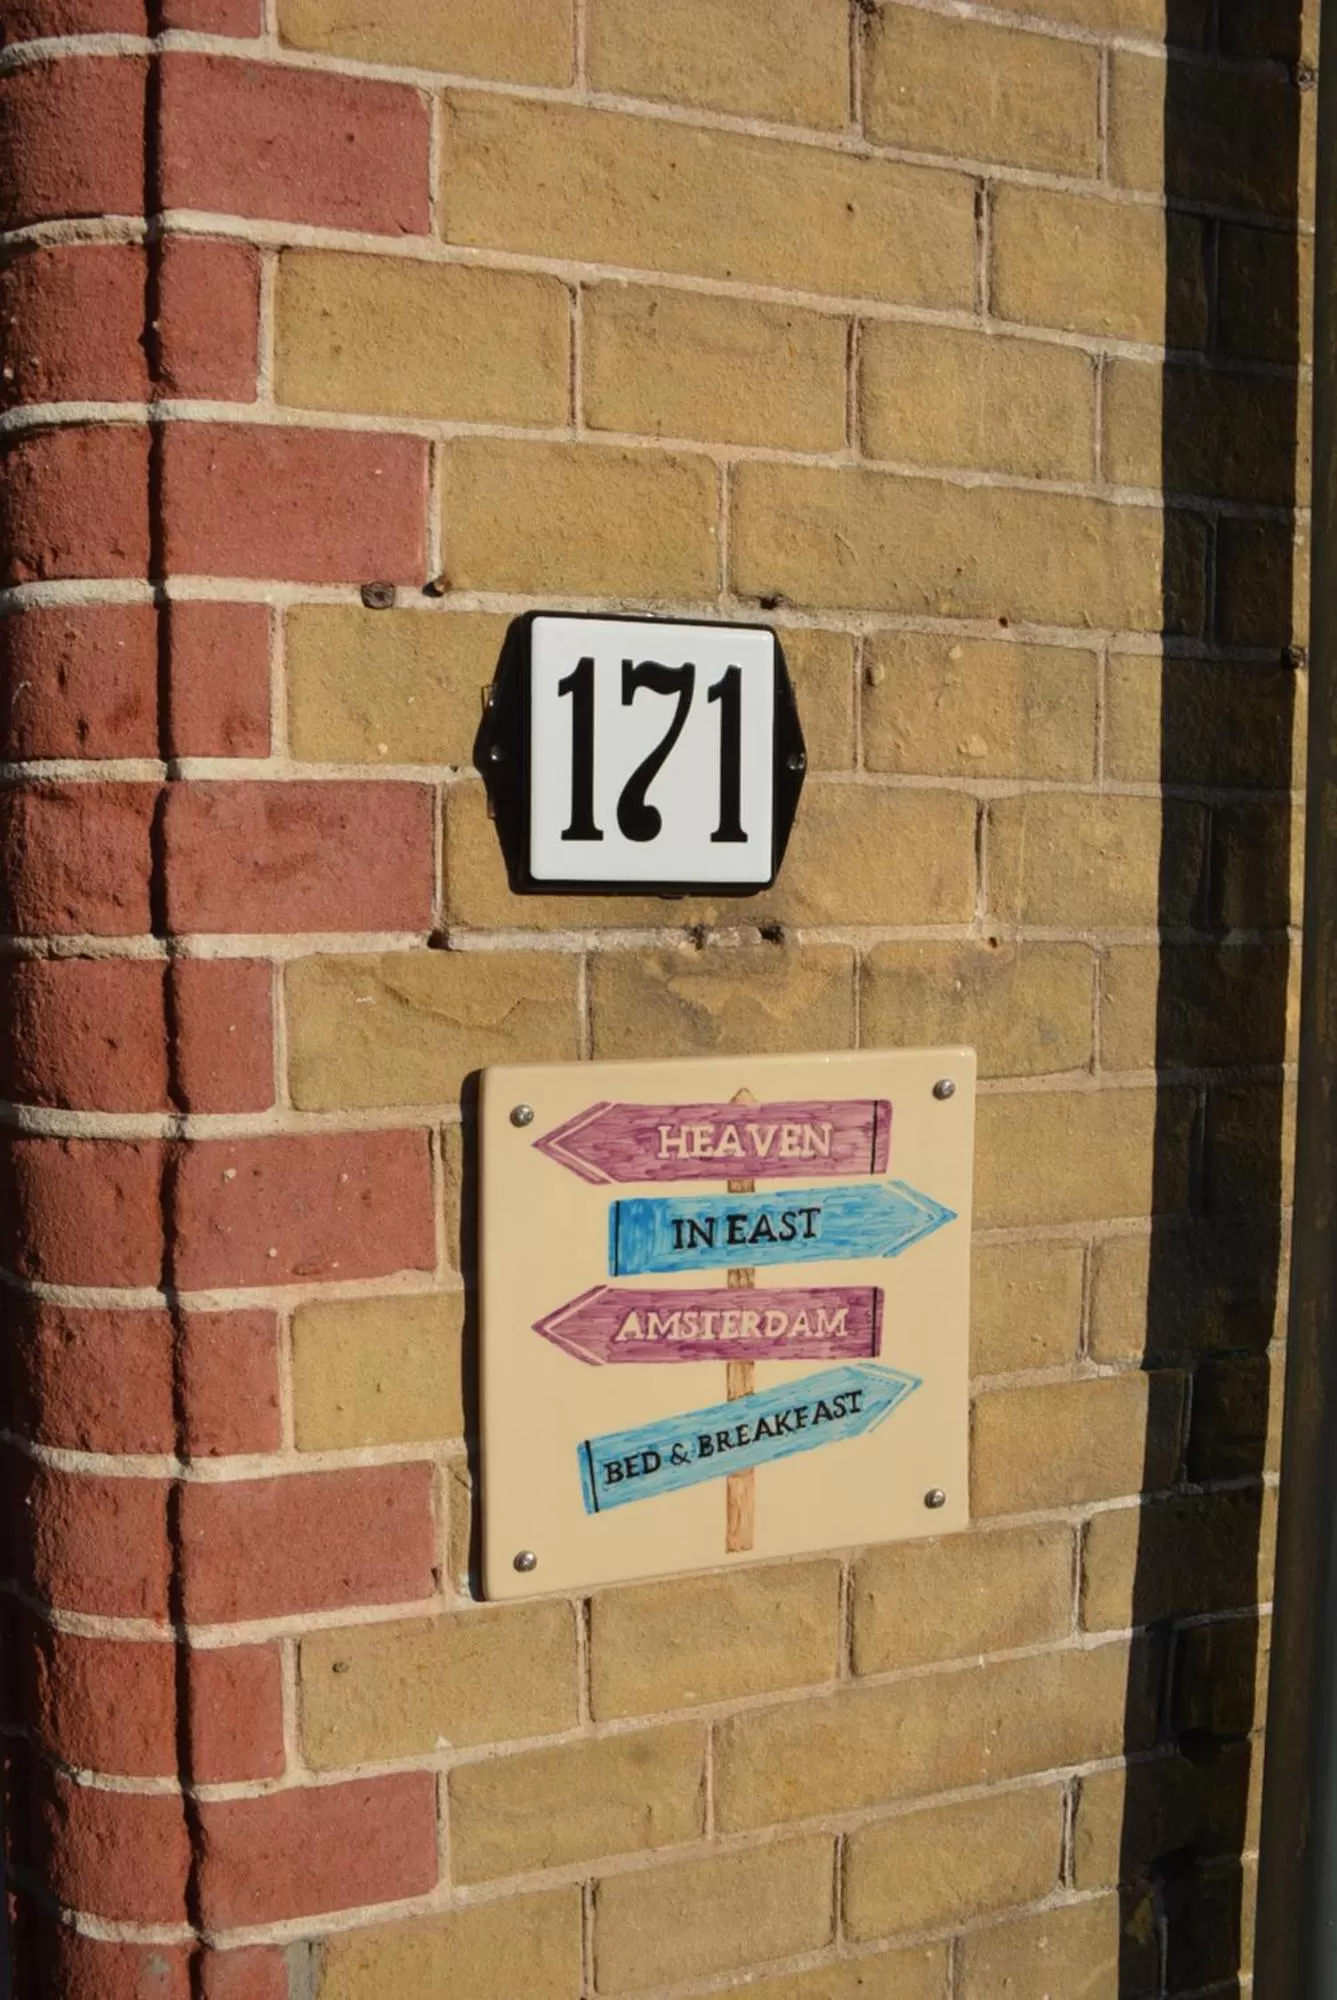 171
HEAVEN
IN EAST
AMSTERDAM
BED & BREAKFAST